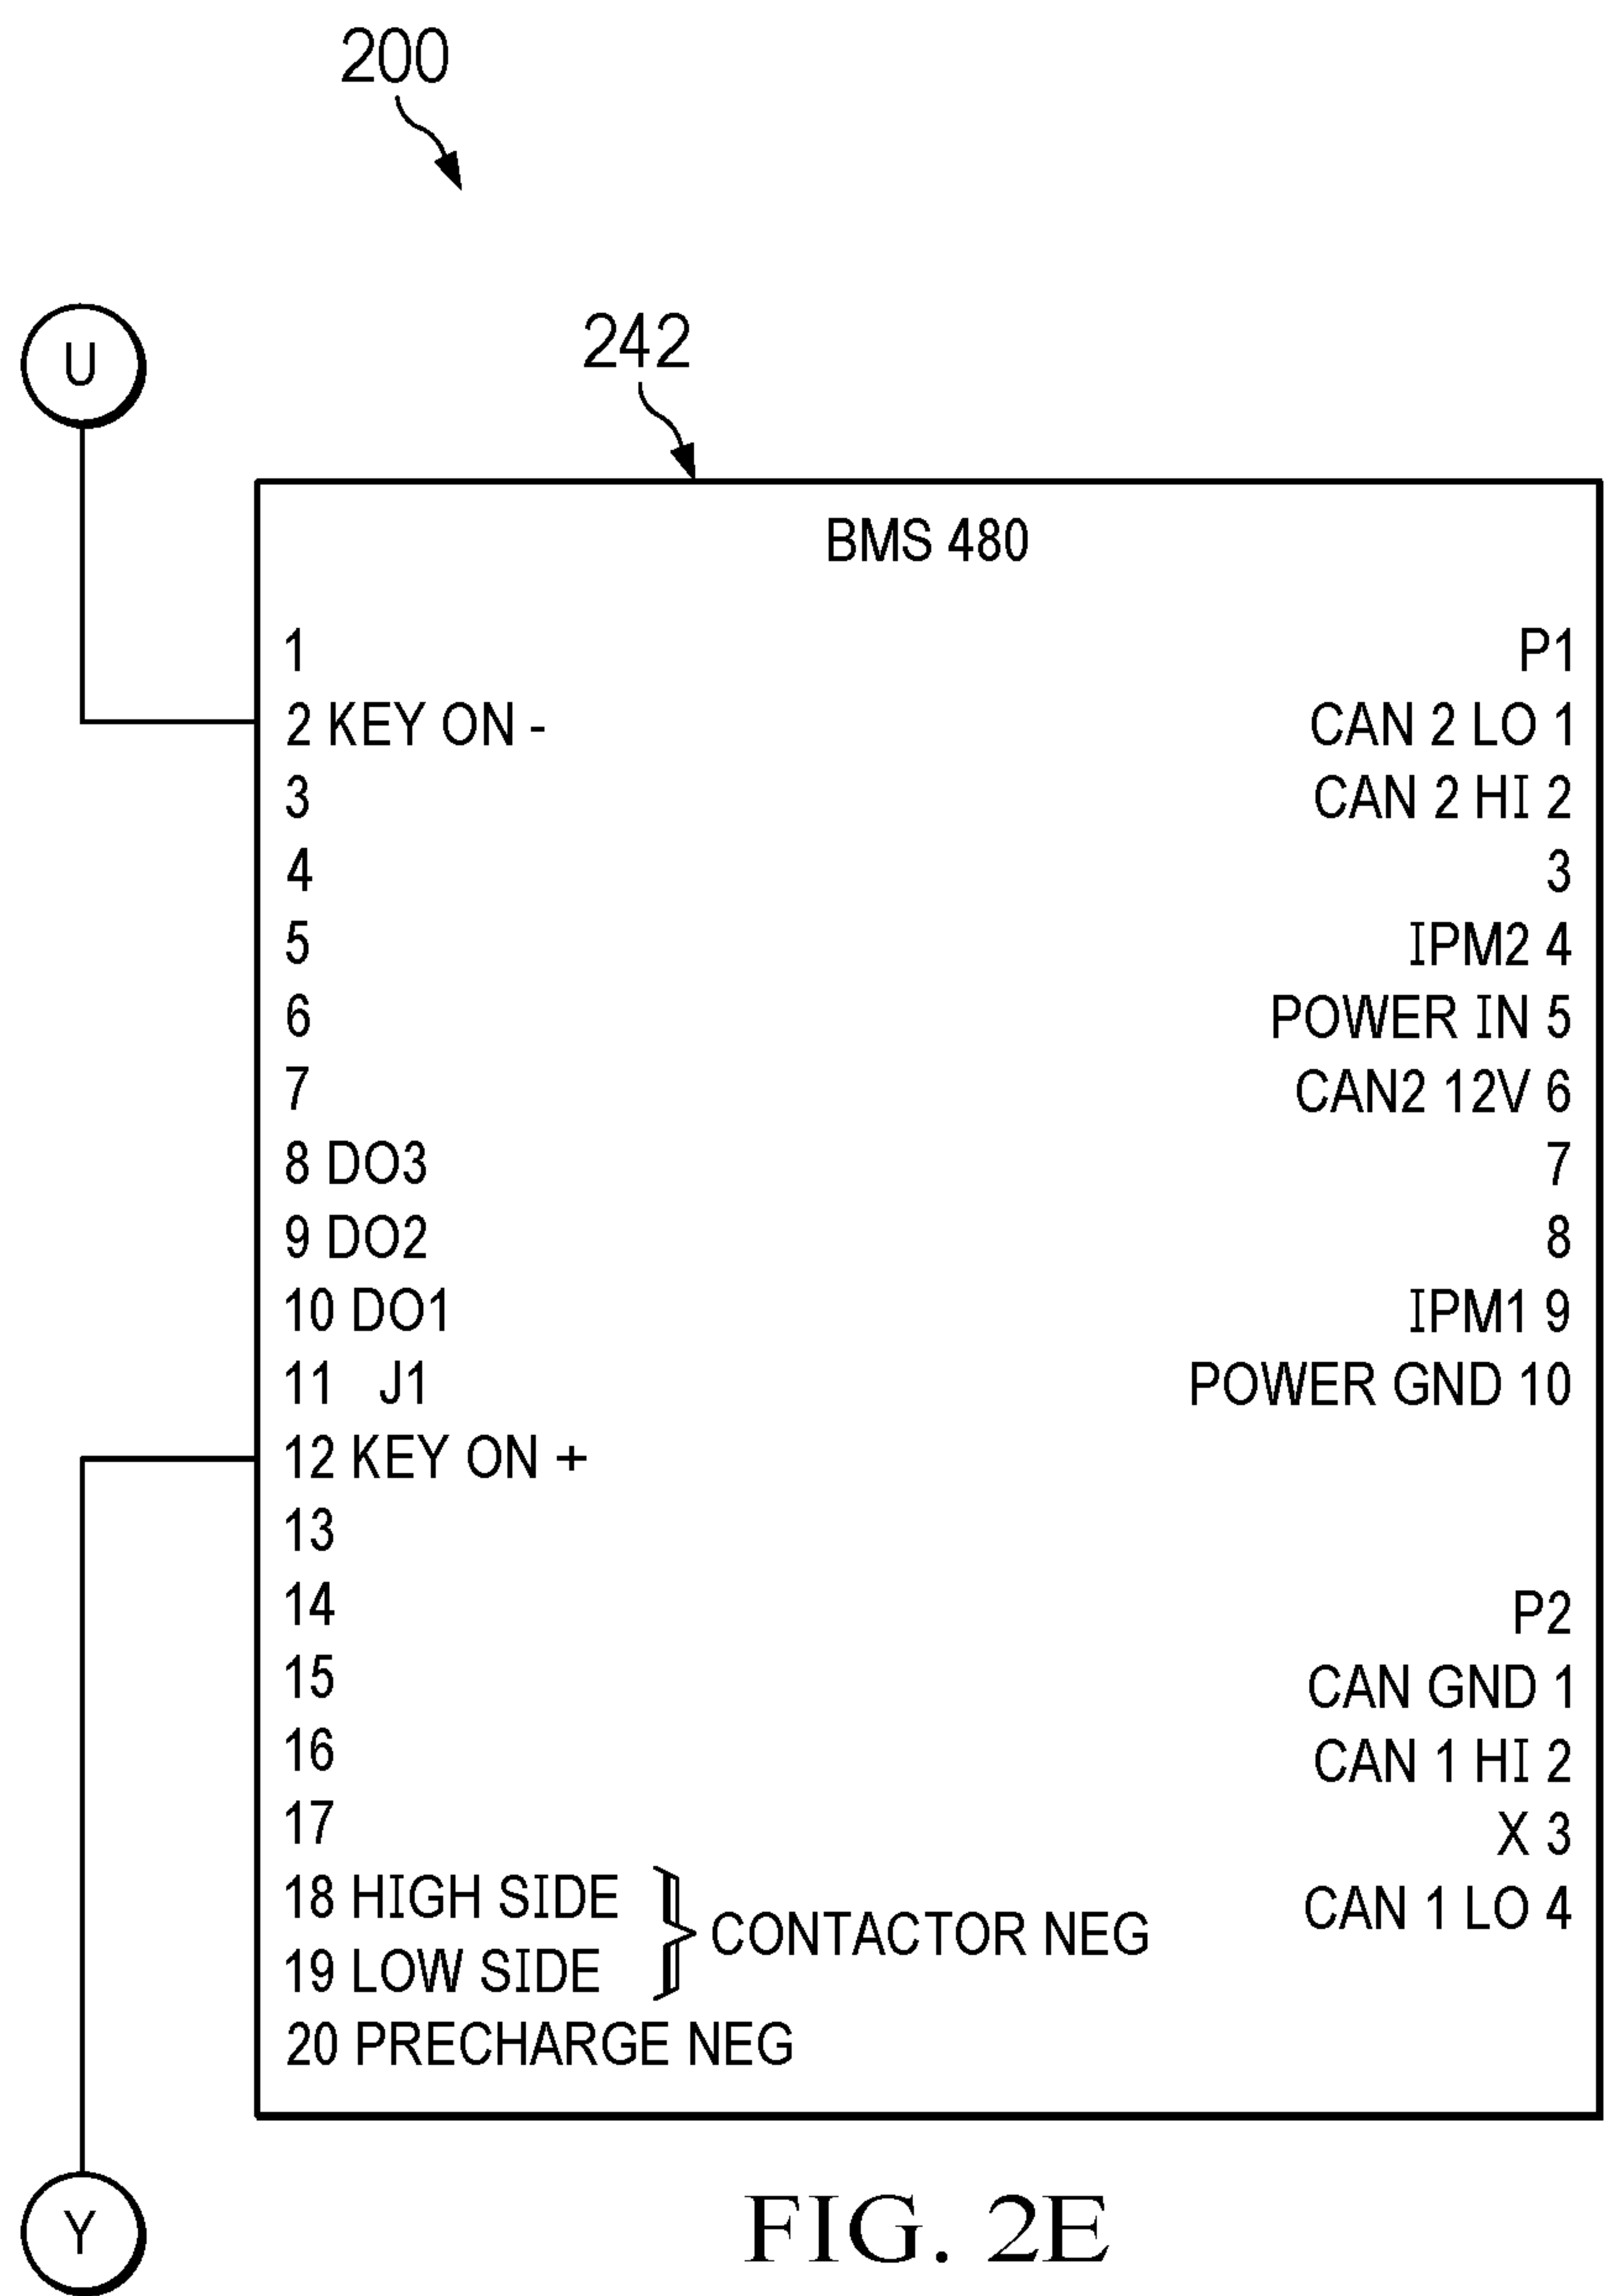 200
U
242
BMS 480
1
P1
2 KEY ON -
CAN 2 LO 1
3
CAN 2 HI 2
4
3
5
IPM2 4
6
POWER IN 5
7
CAN2 12V 6
8 DO3
7
9 DO2
8
10 DO1
IPM1 9
11 J1
POWER GND 10
12 KEY ON +
13
14
P2
15
CAN GND 1
16
CAN 1 HI 2
17
X 3
18 HIGH SIDE
CAN 1 LO 4
CONTACTOR NEG
19 LOW SIDE
20 PRECHARGE NEG
Y
FIG. 2E